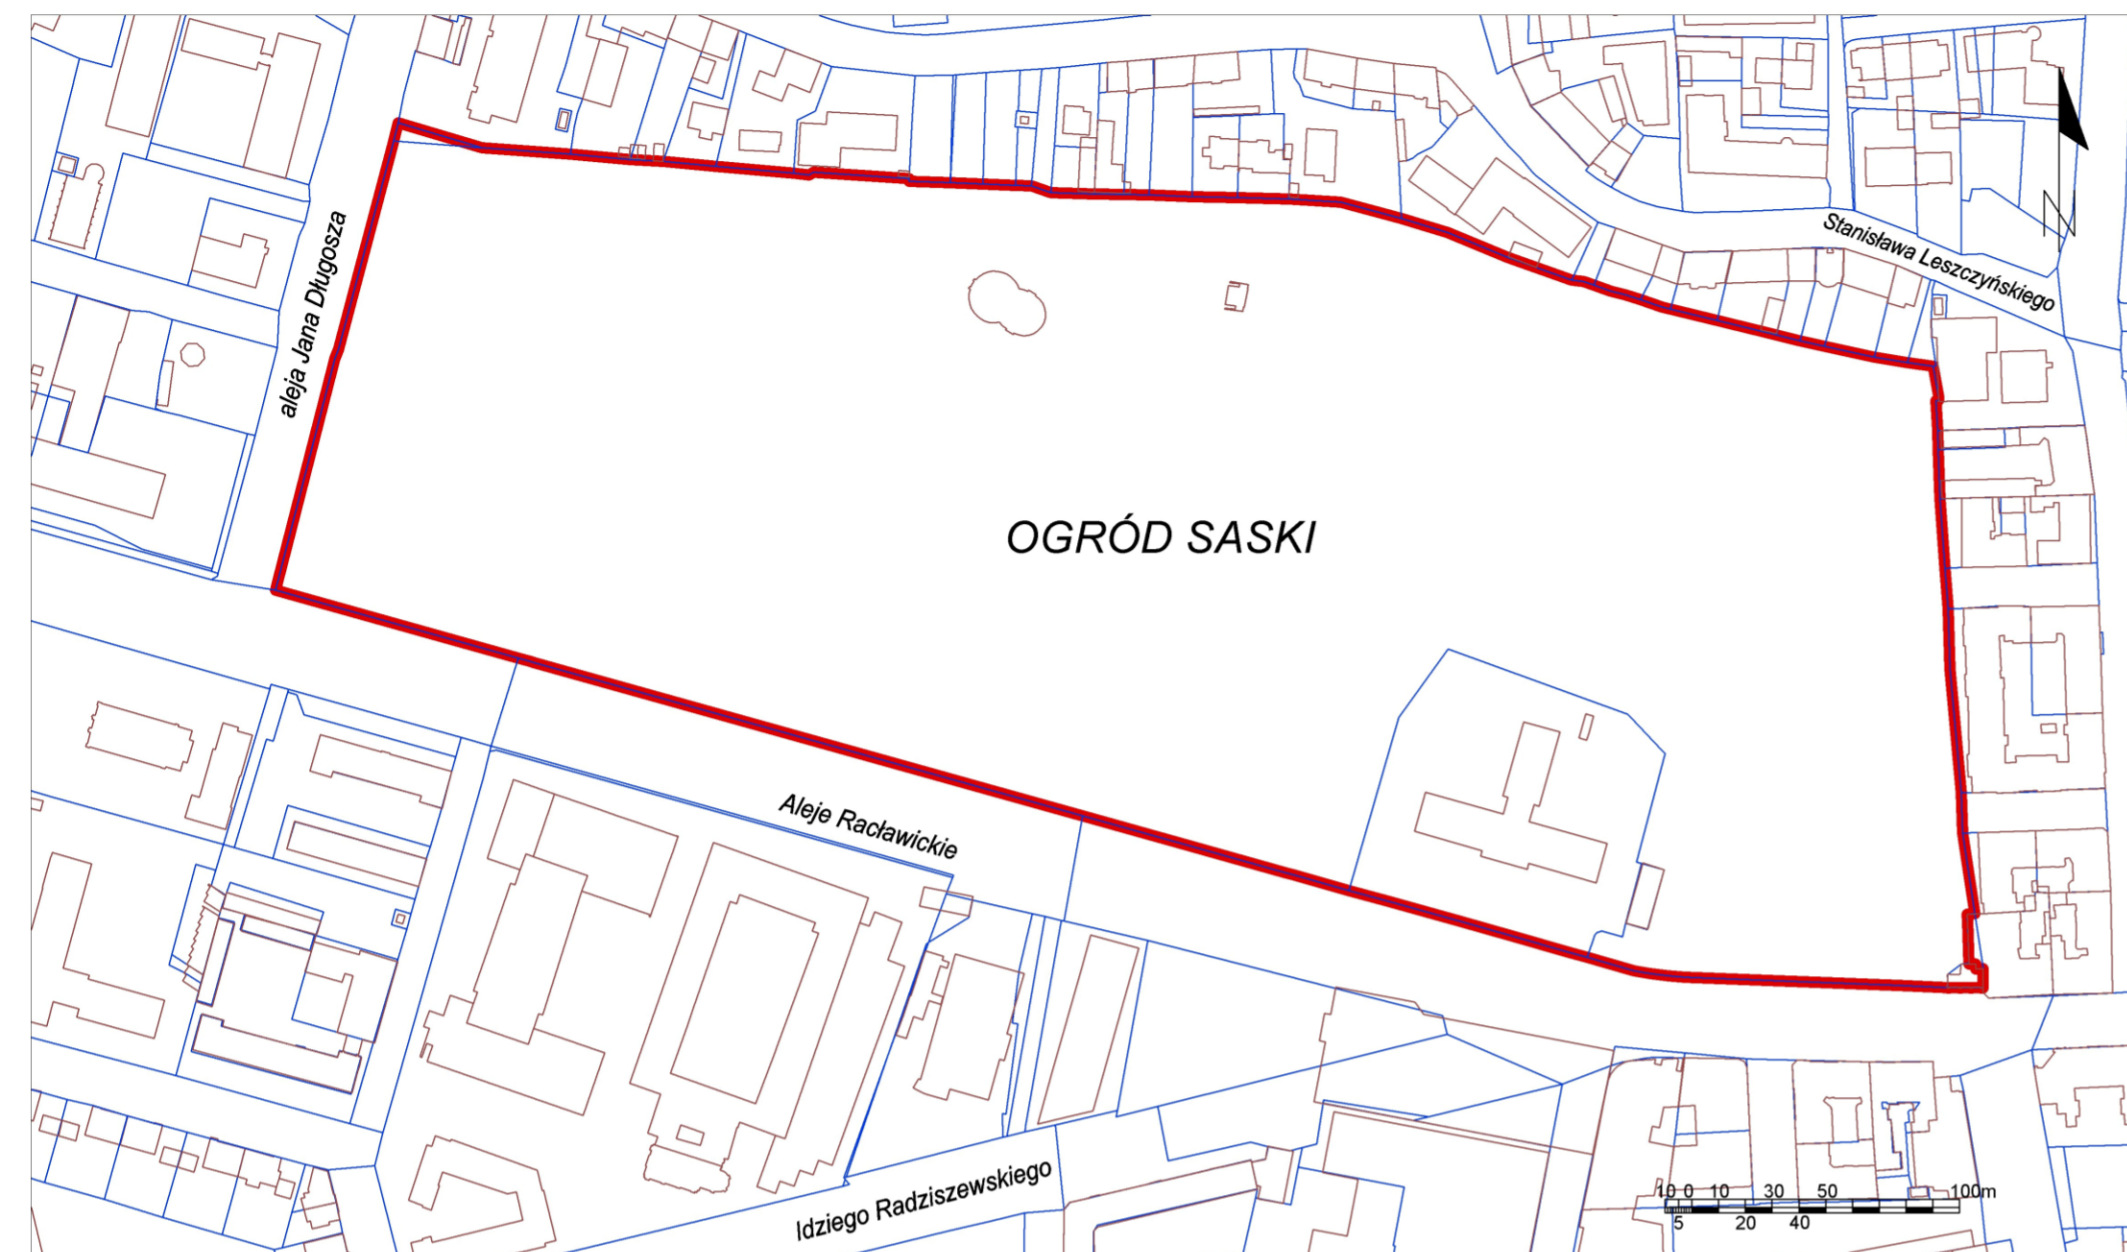 Stanisława Leszczyńskiego
aleja Jana Długosza
N
OGRÓD SASKI
Aleje Racławickie
Idziego Radziszewskiego
10 0 10 30 50 100m
5 20 40